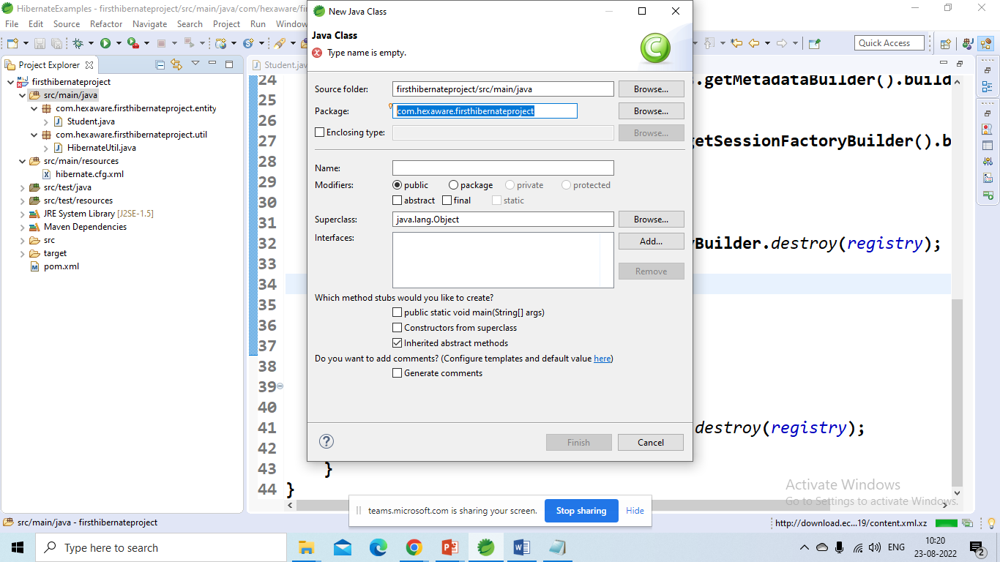 HibernateExamples - firsthibernateproject/src/main/java/com/hexaware/fi
File Edit Source Refactor Navigate Search Project Run Window
Quick Access
Project Explorer
firsthibernateproject
src/main/java
com.hexaware.firsthibernateproject.entity
Student.java
com.hexaware.firsthibernateproject.util
HibernateUtil.java
src/main/resources
hibernate.cfg.xml
src/test/java
src/test/resources
JRE System Library [J2SE-1.5]
Maven Dependencies
src
target
pom.xml
New Java Class
Java Class
Type name is empty.
Source folder: firsthibernateproject/src/main/java Browse...
Package: com.hexaware.firsthibernateproject Browse...
Enclosing type: Browse...
Name:
Modifiers: public package private protected
abstract final static
Superclass: java.lang.Object Browse...
Interfaces: Add...
Remove
Which method stubs would you like to create?
public static void main(String[] args)
Constructors from superclass
Inherited abstract methods
Do you want to add comments? (Configure templates and default value here)
Generate comments
? Finish Cancel
Student.jav
24 s.getMetadataBuilder().build
25
26
27 getSessionFactoryBuilder().b
28
29
30
31
32 yBuilder.destroy(registry);
33
34
35
36
37
38
39
40
41 destroy(registry);
42
43 }
44 }
Activate Windows
Go to Settings to activate Windows.
teams.microsoft.com is sharing your screen. Stop sharing Hide
src/main/java - firsthibernateproject
http://download.ec...19/content.xml.xz
Type here to search
ENG
10:20
23-08-2022
2